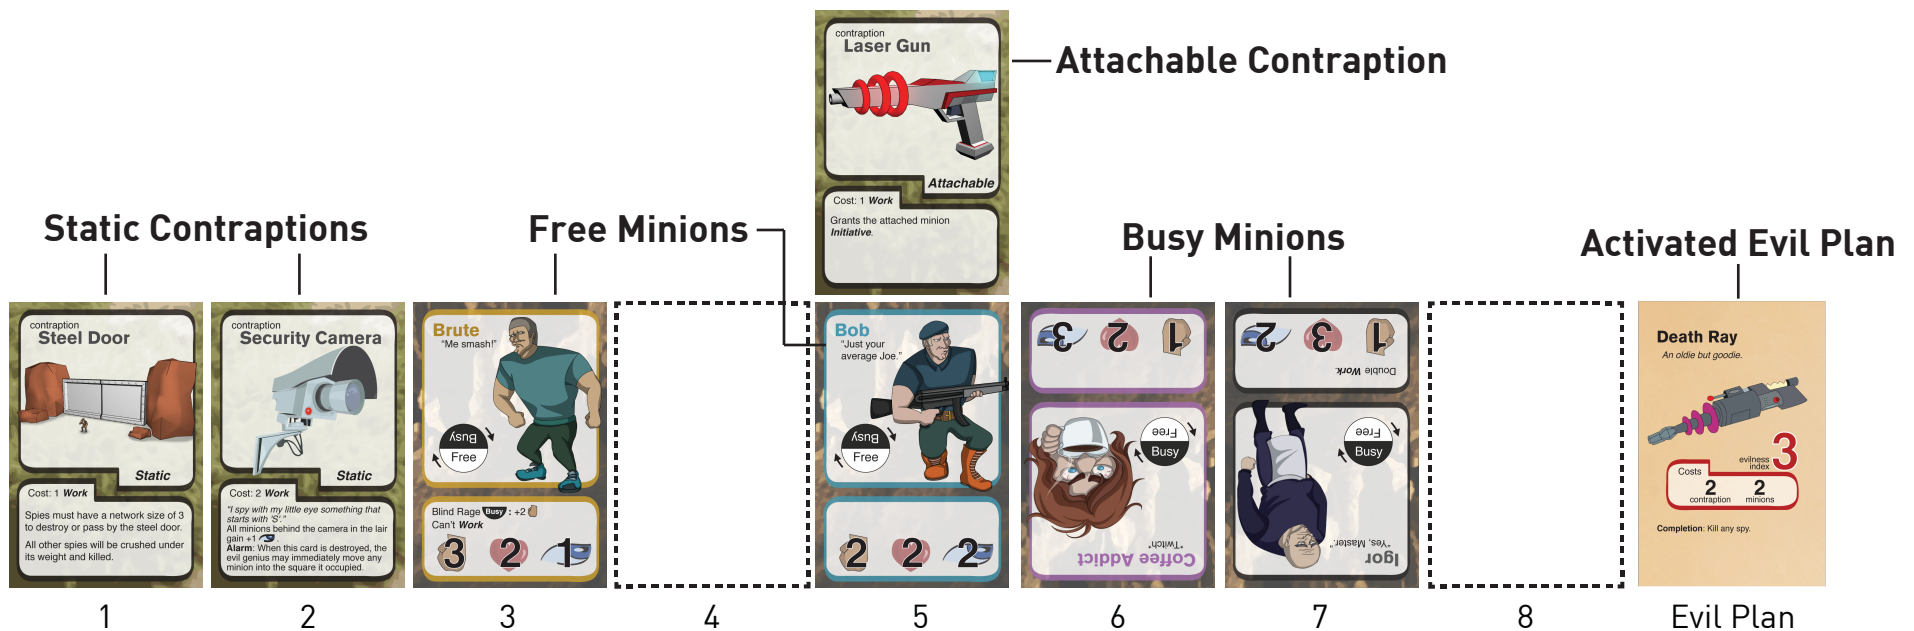 contraption
Laser Gun
Attachable
Cost: 1 Work
Grants the attached minion
Initiative.
Attachable Contraption
Static Contraptions
Free Minions
Busy Minions
Activated Evil Plan
contraption
Steel Door
Static
Cost: 1 Work
Spies must have a network size of 3
to destroy or pass by the steel door.
All other spies will be crushed under
its weight and killed.
contraption
Security Camera
Static
Cost: 2 Work
"I spy with my little eye something that
starts with 'S'."
All minions behind the camera in the lair
gain +1
Alarm: When this card is destroyed, the
evil genius may immediately move any
minion into the square it occupied.
Brute
"Me smash!"
Busy
Free
Blind Rage Busy : +2
Can't Work
3 2 1
Bob
"Just your
average Joe."
Busy
Free
2 2 2
Coffee Addict
"Twitch"
Free
Busy
1 2 3
Igor
"Yes, Master."
Free
Busy
Double Work.
1 3 2
Death Ray
An oldie but goodie.
evilness
index
3
Costs
2
contraption
2
minions
Completion: Kill any spy.
1
2
3
4
5
6
7
8
Evil Plan